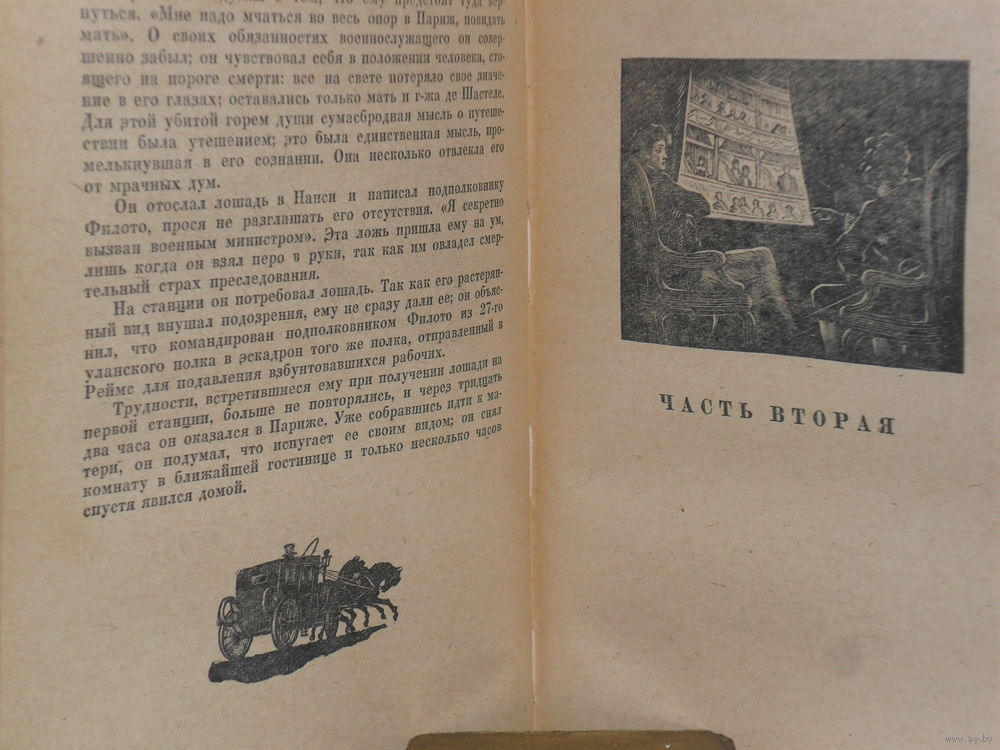 ему предстоит туда вер-
нуться. «Мне надо мчаться во весь опор в Париж, повидать
мать». О своих обязанностях военнослужащего он совер-
шенно забыл; он чувствовал себя в положении человека, сто-
ящего на пороге смерти: все на свете потеряло свое значе-
ние в его глазах; оставались только мать и г-жа де Шастеле.
Для этой убитой горем души сумасбродная мысль о путеше-
ствии была утешением; это была единственная мысль, про-
мелькнувшая в его сознании. Она несколько отвлекла его
от мрачных дум.
Он отослал лошадь в Нанси и написал подполковнику
Филото, прося не разглашать его отсутствия. «Я секретно
вызван военным министром». Эта ложь пришла ему на ум,
лишь когда он взял перо в руки, так как им овладел смер-
тельный страх преследования.
На станции он потребовал лошадь. Так как его растерян-
ный вид внушал подозрения, ему не сразу дали ее; он объяс-
нил, что командирован подполковником Филото из 27-го
уланского полка в эскадрон того же полка, отправленный в
Реймс для подавления взбунтовавшихся рабочих.
Трудности, встретившиеся ему при получении лошади на
первой станции, больше не повторялись, и через тридцать
два часа он оказался в Париже. Уже собравшись идти к ма-
тери, он подумал, что испугает ее своим видом; он снял
комнату в ближайшей гостинице и только несколько часов
спустя явился домой.
ЧАСТЬ ВТОРАЯ
www.ay.by